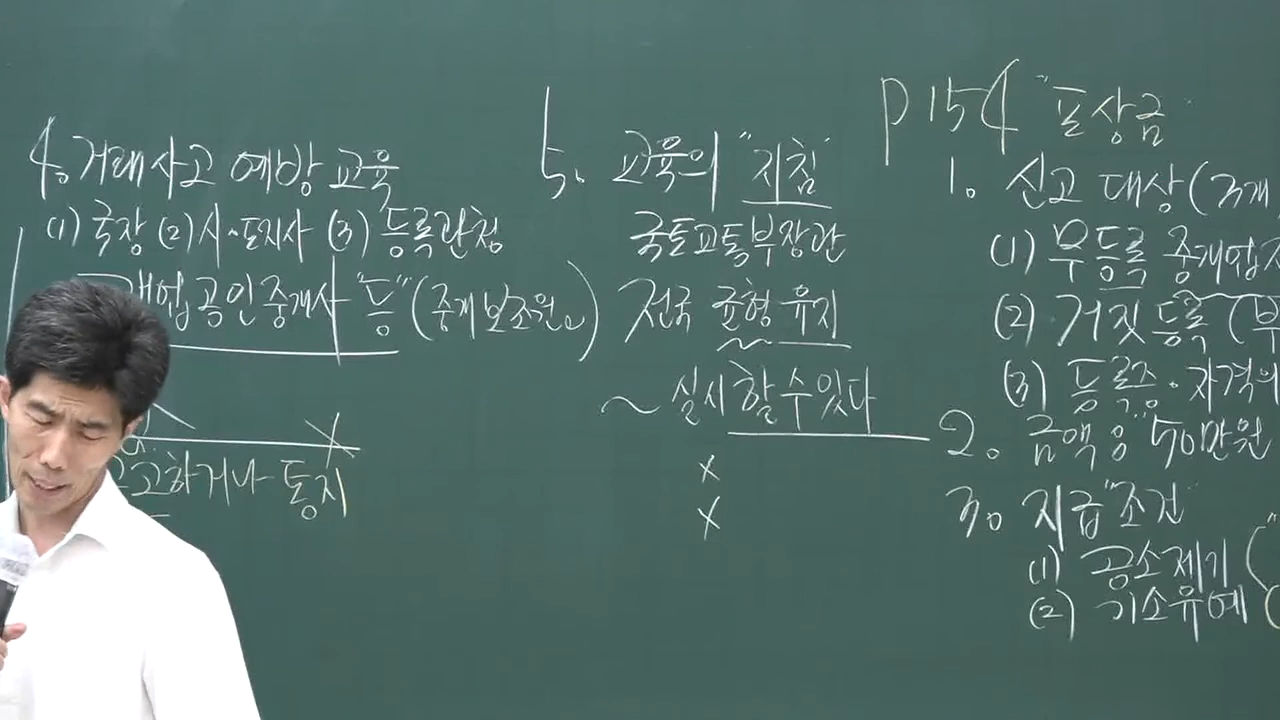 4. 거래사고 예방 교육
(1) 국장 (2) 시·도지사 (3) 등록관청
개업공인중개사 "등" (중개보조원o)
공고하거나 통지
5. 교육의 "지침"
국토교통부장관
전국 균형 유지
~ 실시 할 수 있다
x
x
P154 "포상금
1. 신고 대상 (3개
(1) 무등록 중개업자
(2) 거짓 등록 (부
(3) 등록증·자격의
2. 금액은 "50만원
3. 지급 "조건"
(1) 공소제기 ("
(2) 기소유예 (